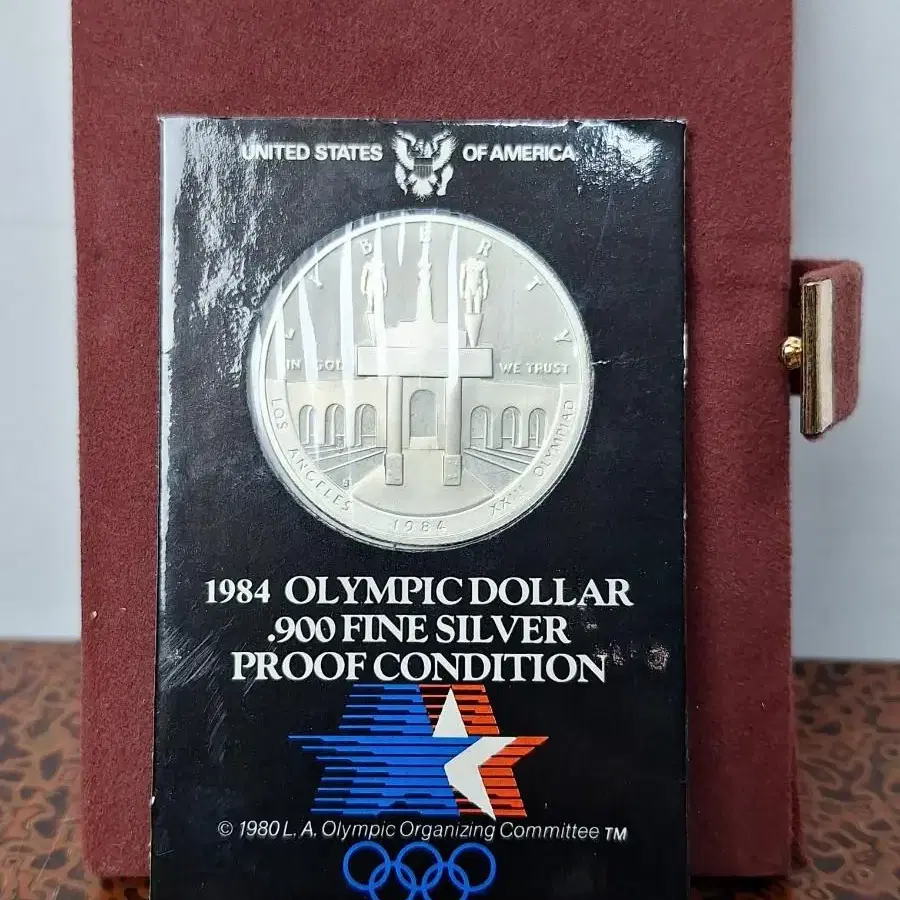 UNITED STATES OF AMERICA
LIBERTY
IN GOD WE TRUST
LOS ANGELES XXIII OLYMPIAD
S
1984
1984 OLYMPIC DOLLAR
.900 FINE SILVER
PROOF CONDITION
© 1980 L. A. Olympic Organizing Committee TM